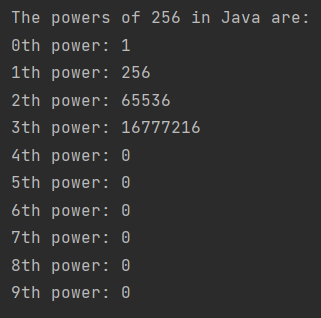 The powers of 256 in Java are:
0th power: 1
1th power: 256
2th power: 65536
3th power: 16777216
4th power: 0
5th power: 0
6th power: 0
7th power: 0
8th power: 0
9th power: 0